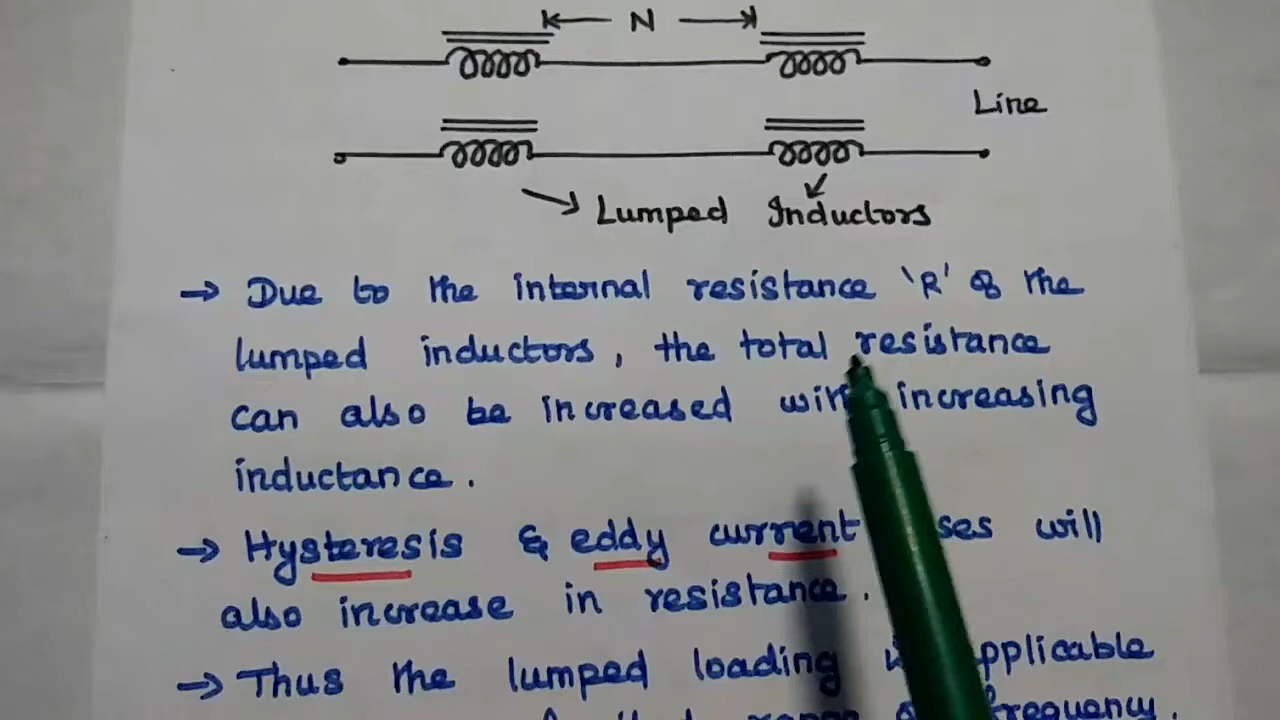 N
Line
Lumped Inductors
→ Due to the internal resistance 'R' of the
lumped inductors, the total resistance
can also be increased with increasing
inductance.
→ Hysteresis & eddy current will
also increase in resistance.
→ Thus the lumped loading applicable
frequency.